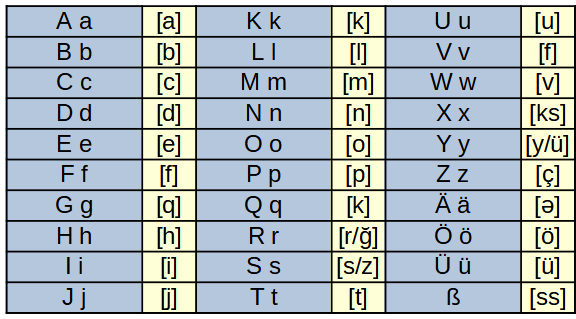 A a [a] K k [k] U u [u]
B b [b] L l [l] V v [f]
C c [c] M m [m] W w [v]
D d [d] N n [n] X x [ks]
E e [e] O o [o] Y y [y/ü]
F f [f] P p [p] Z z [ç]
G g [q] Q q [k] Ä ä [ə]
H h [h] R r [r/ğ] Ö ö [ö]
I i [i] S s [s/z] Ü ü [ü]
J j [j] T t [t] ß [ss]